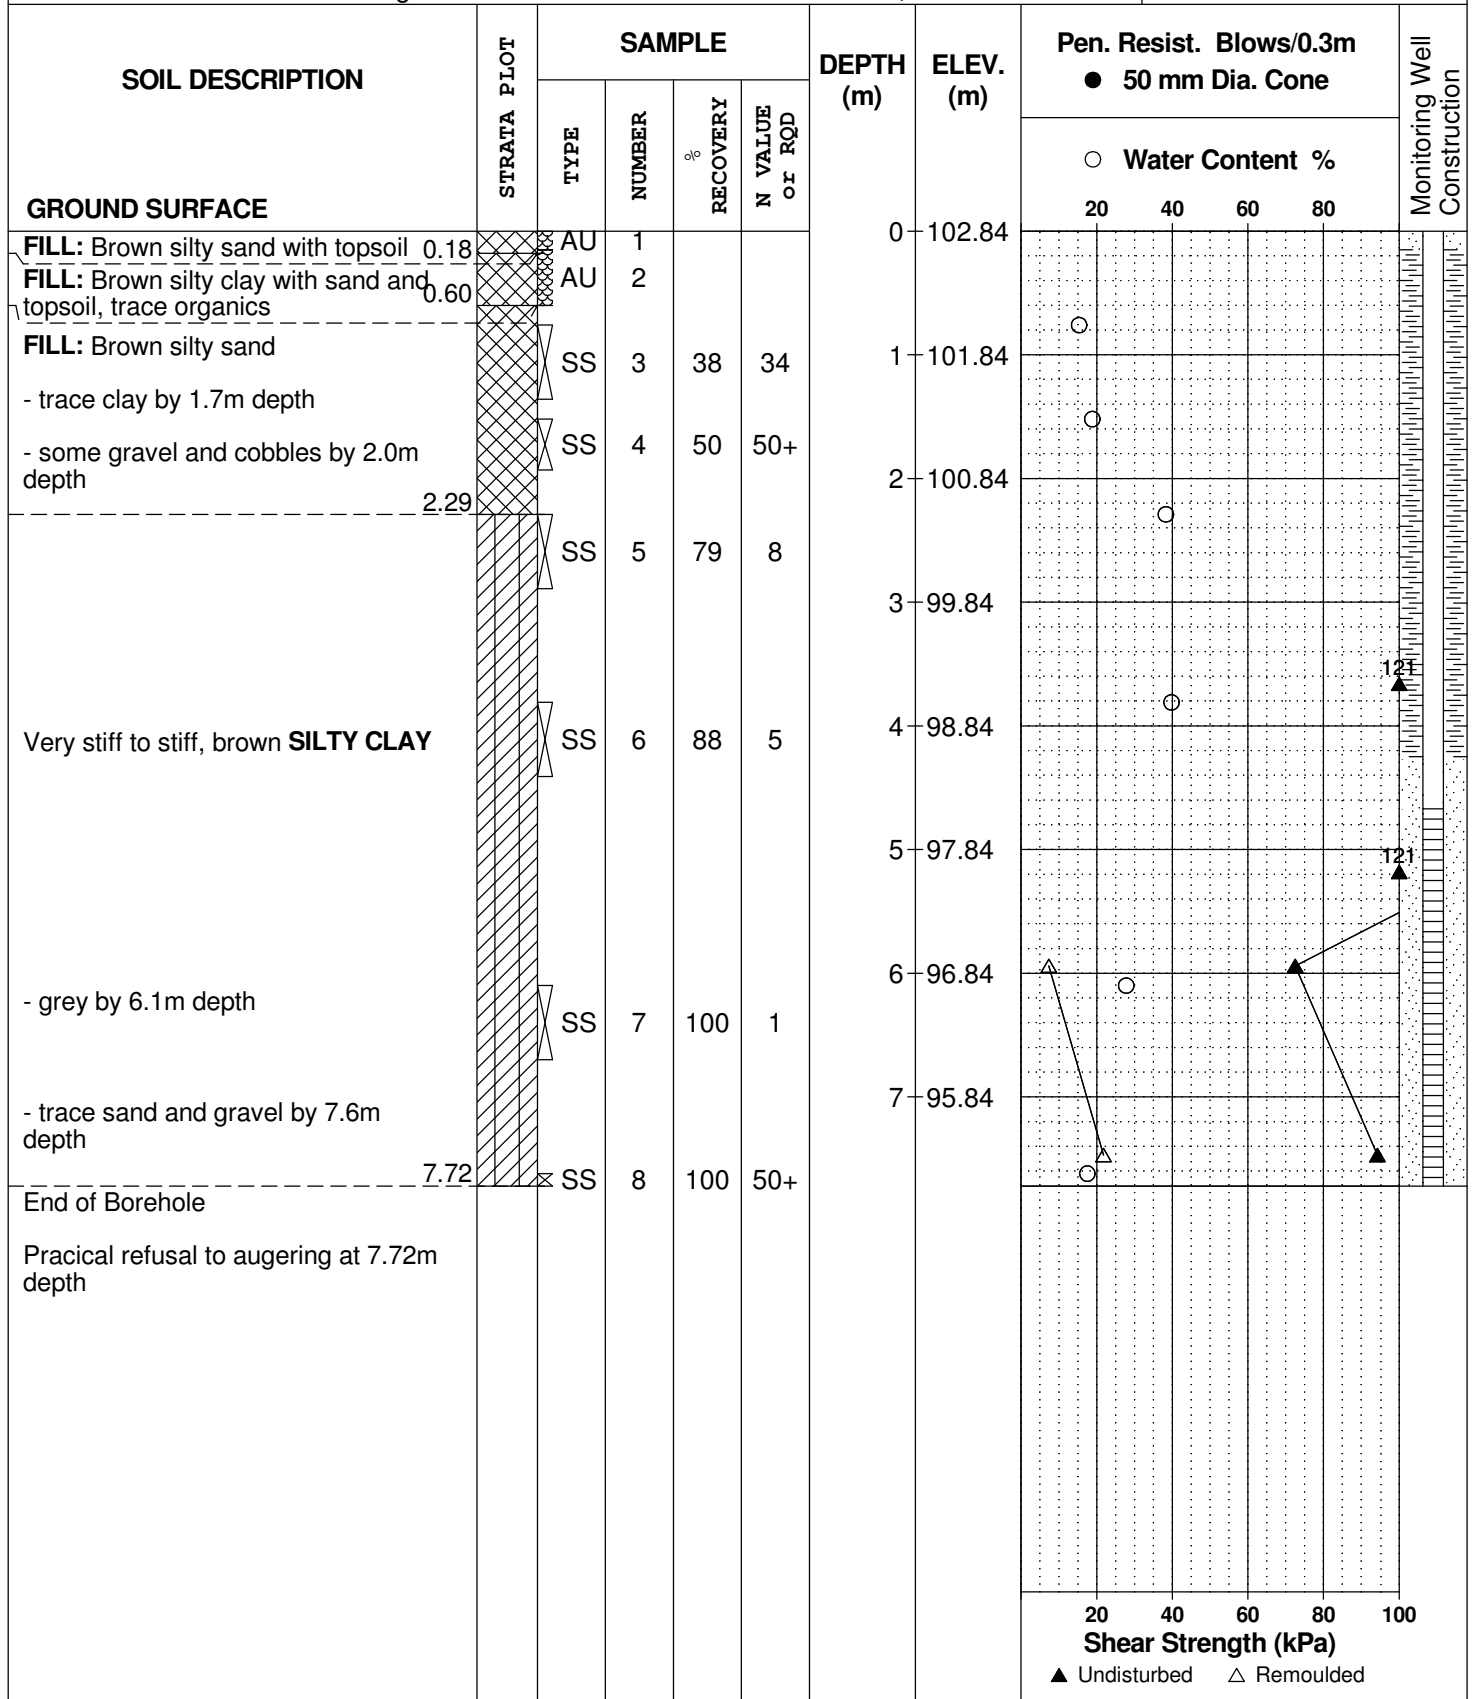 SOIL DESCRIPTION
GROUND SURFACE
STRATA PLOT
SAMPLE
TYPE
NUMBER
%
RECOVERY
N VALUE
or RQD
DEPTH
(m)
ELEV.
(m)
Pen. Resist. Blows/0.3m
● 50 mm Dia. Cone
○ Water Content %
20 40 60 80
Monitoring Well
Construction
FILL: Brown silty sand with topsoil 0.18
AU 1
0 102.84
FILL: Brown silty clay with sand and
0.60
topsoil, trace organics
AU 2
FILL: Brown silty sand
SS 3 38 34
1 101.84
- trace clay by 1.7m depth
- some gravel and cobbles by 2.0m
depth
SS 4 50 50+
2 100.84
2.29
SS 5 79 8
3 99.84
121
Very stiff to stiff, brown SILTY CLAY
SS 6 88 5
4 98.84
5 97.84
121
6 96.84
- grey by 6.1m depth
SS 7 100 1
7 95.84
- trace sand and gravel by 7.6m
depth
7.72
SS 8 100 50+
End of Borehole
Pracical refusal to augering at 7.72m
depth
20 40 60 80 100
Shear Strength (kPa)
▲ Undisturbed △ Remoulded